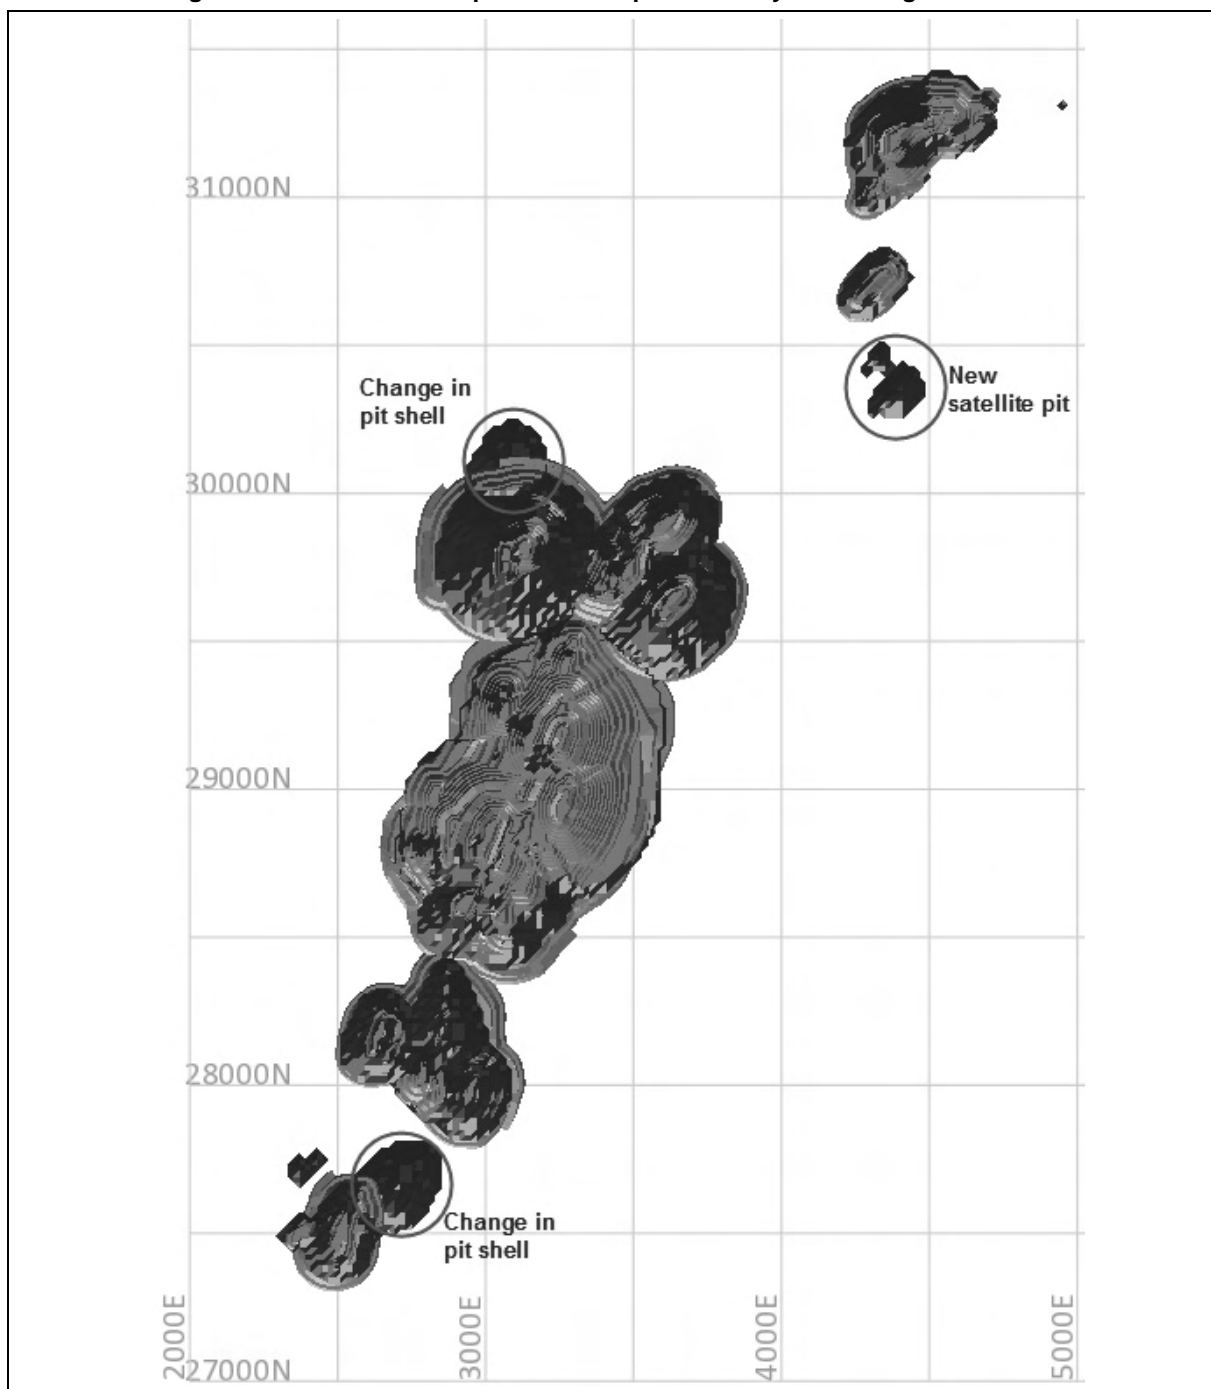 31000N
Change in
pit shell
New
satellite pit
30000N
29000N
28000N
Change in
pit shell
2000E
3000E
4000E
5000E
27000N